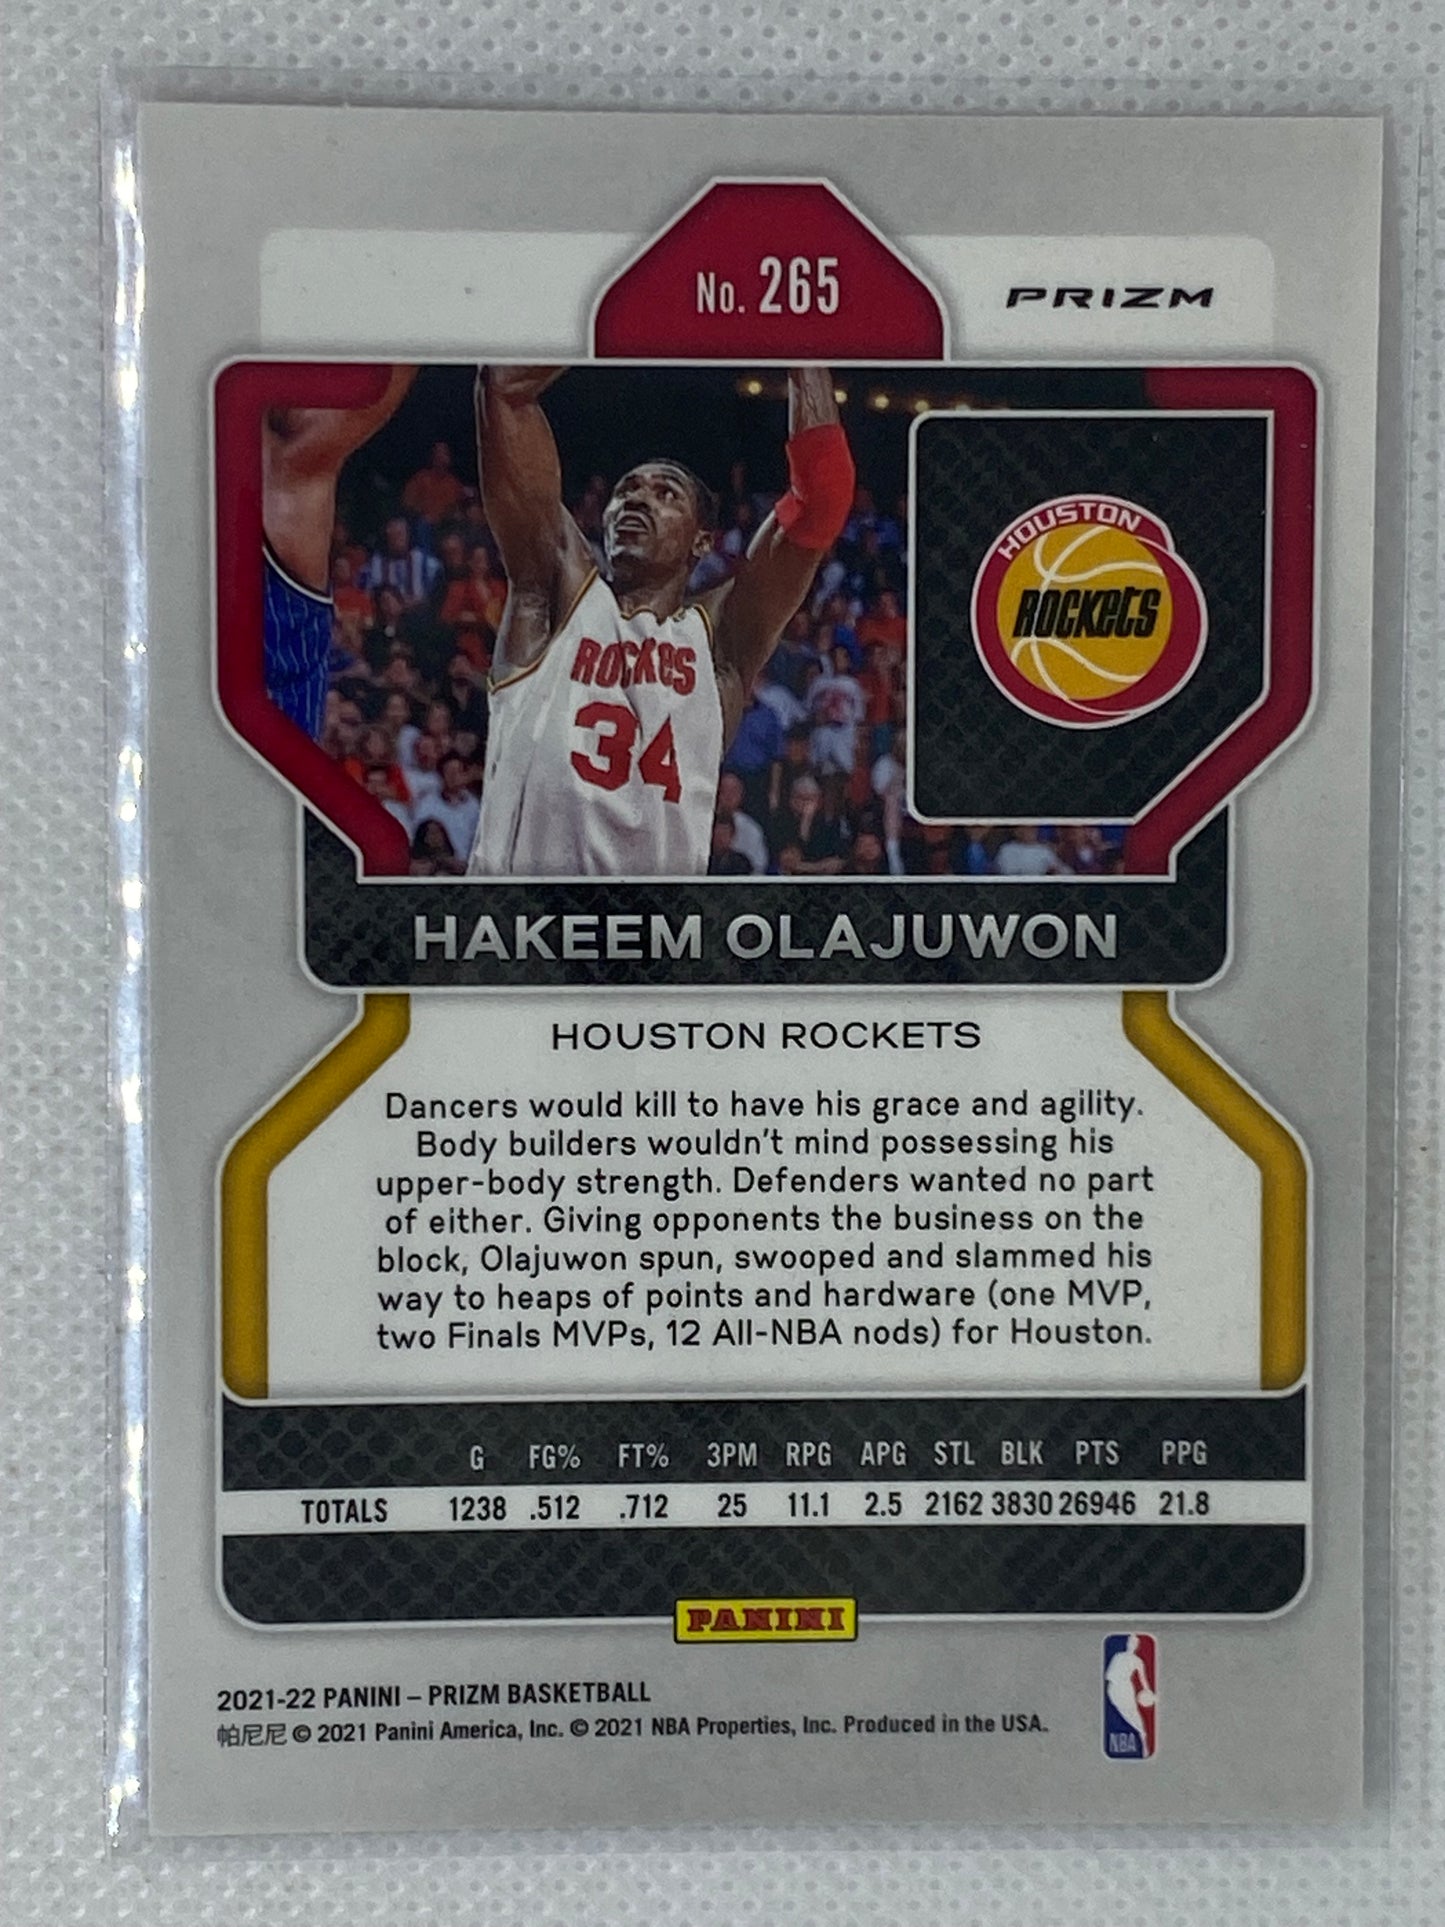 No. 265
PRIZM
HOUSTON
ROCKETS
ROCKETS
34
HAKEEM OLAJUWON
HOUSTON ROCKETS
Dancers would kill to have his grace and agility.
Body builders wouldn't mind possessing his
upper-body strength. Defenders wanted no part
of either. Giving opponents the business on the
block, Olajuwon spun, swooped and slammed his
way to heaps of points and hardware (one MVP,
two Finals MVPs, 12 All-NBA nods) for Houston.
G FG% FT% 3PM RPG APG STL BLK PTS PPG
TOTALS 1238 .512 .712 25 11.1 2.5 2162 3830 26946 21.8
PANINI
2021-22 PANINI – PRIZM BASKETBALL
帕尼尼 © 2021 Panini America, Inc. © 2021 NBA Properties, Inc. Produced in the USA.
NBA